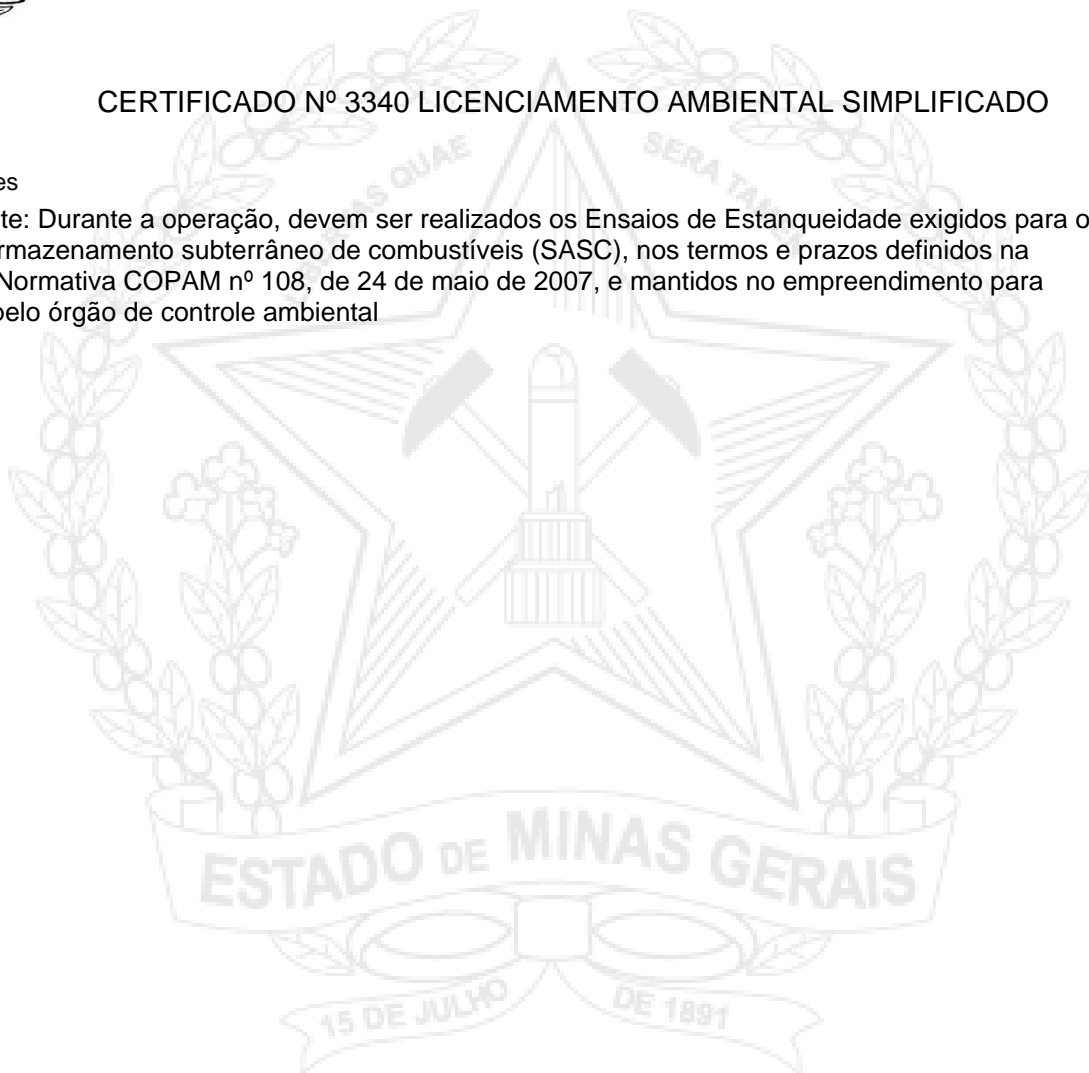 CERTIFICADO Nº 3340 LICENCIAMENTO AMBIENTAL SIMPLIFICADO
es
te: Durante a operação, devem ser realizados os Ensaios de Estanqueidade exigidos para o
rmazenamento subterrâneo de combustíveis (SASC), nos termos e prazos definidos na
Normativa COPAM nº 108, de 24 de maio de 2007, e mantidos no empreendimento para
pelo órgão de controle ambiental
QUAE SERA TAMEN
ESTADO DE MINAS GERAIS
15 DE JULHO DE 1891